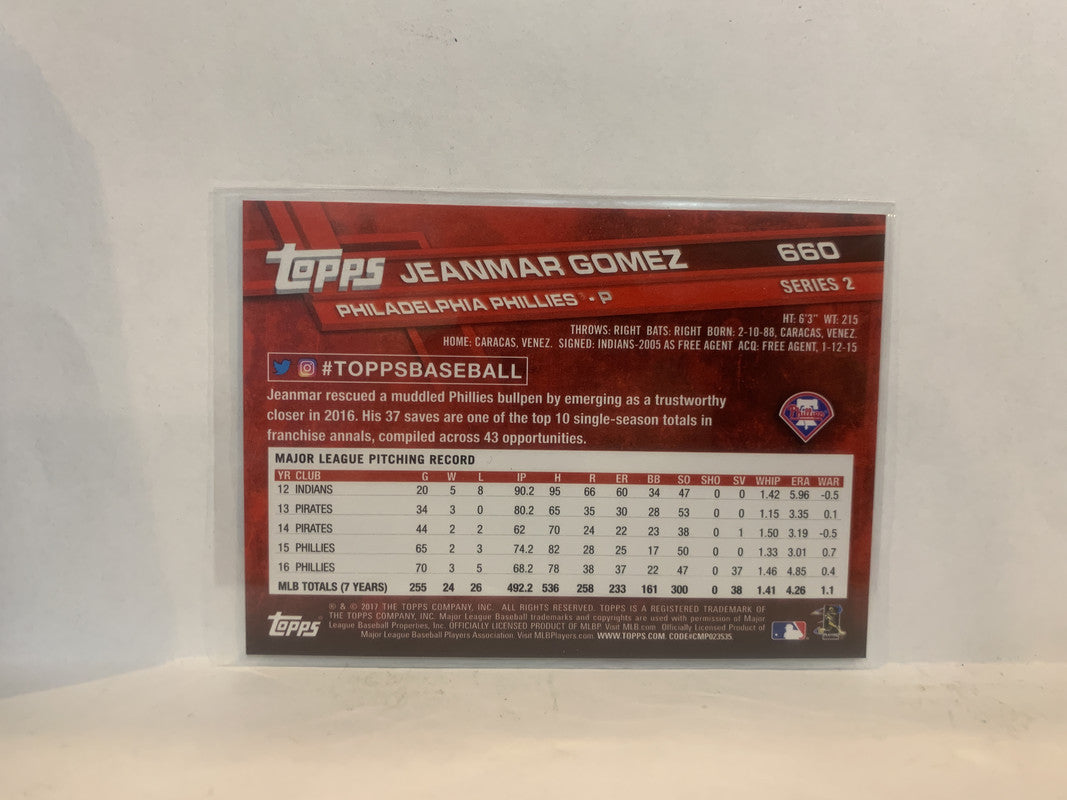 TOPPS JEANMAR GOMEZ 660
PHILADELPHIA PHILLIES® • P SERIES 2
HT: 6'3" WT: 215
THROWS: RIGHT BATS: RIGHT BORN: 2-10-88, CARACAS, VENEZ.
HOME: CARACAS, VENEZ. SIGNED: INDIANS-2005 AS FREE AGENT ACQ: FREE AGENT, 1-12-15
#TOPPSBASEBALL
Jeanmar rescued a muddled Phillies bullpen by emerging as a trustworthy
closer in 2016. His 37 saves are one of the top 10 single-season totals in
franchise annals, compiled across 43 opportunities.
Phillies
MAJOR LEAGUE PITCHING RECORD
YR CLUB G W L IP H R ER BB SO SHO SV WHIP ERA WAR
12 INDIANS 20 5 8 90.2 95 66 60 34 47 0 0 1.42 5.96 -0.5
13 PIRATES 34 3 0 80.2 65 35 30 28 53 0 0 1.15 3.35 0.1
14 PIRATES 44 2 2 62 70 24 22 23 38 0 1 1.50 3.19 -0.5
15 PHILLIES 65 2 3 74.2 82 28 25 17 50 0 0 1.33 3.01 0.7
16 PHILLIES 70 3 5 68.2 78 38 37 22 47 0 37 1.46 4.85 0.4
MLB TOTALS (7 YEARS) 255 24 26 492.2 536 258 233 161 300 0 38 1.41 4.26 1.1
® & © 2017 THE TOPPS COMPANY, INC. ALL RIGHTS RESERVED. TOPPS IS A REGISTERED TRADEMARK OF
THE TOPPS COMPANY, INC. Major League Baseball trademarks and copyrights are used with permission of Major
League Baseball Properties, Inc. OFFICIALLY LICENSED PRODUCT OF MLBP. Visit MLB.com. Officially Licensed Product of
Major League Baseball Players Association. Visit MLBPlayers.com. WWW.TOPPS.COM. CODE#CMP023535.
TOPPS